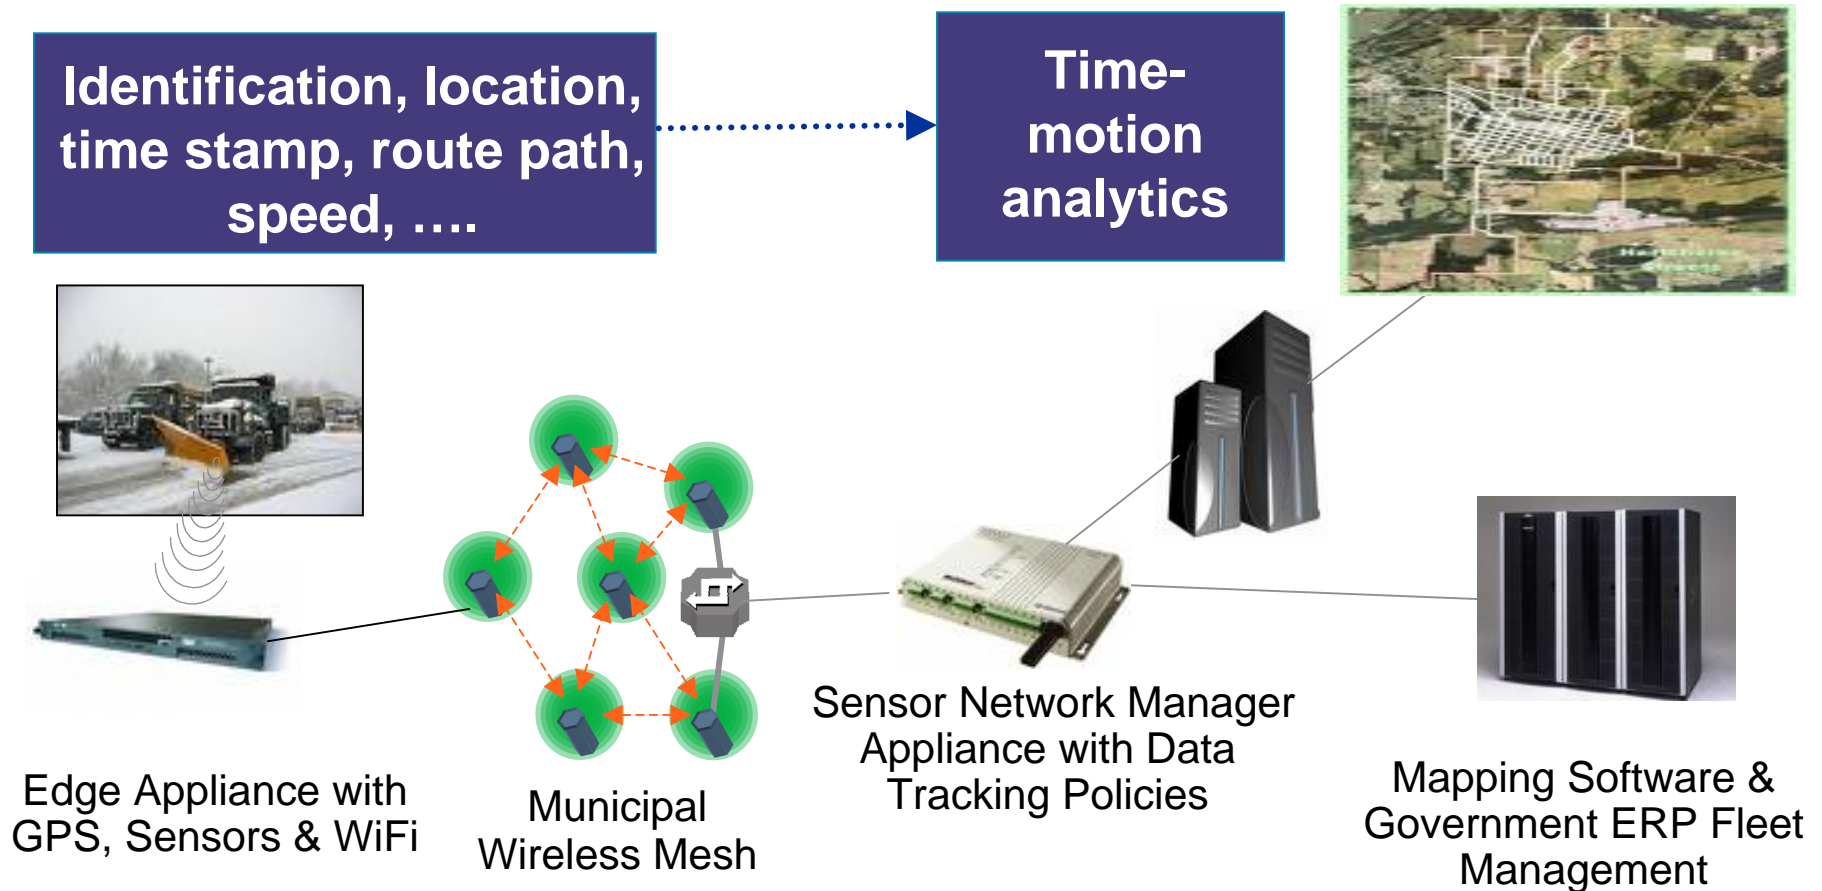 Identification, location,
time stamp, route path,
speed, ….
Time-
motion
analytics
Edge Appliance with
GPS, Sensors & WiFi
Municipal
Wireless Mesh
Sensor Network Manager
Appliance with Data
Tracking Policies
Mapping Software &
Government ERP Fleet
Management